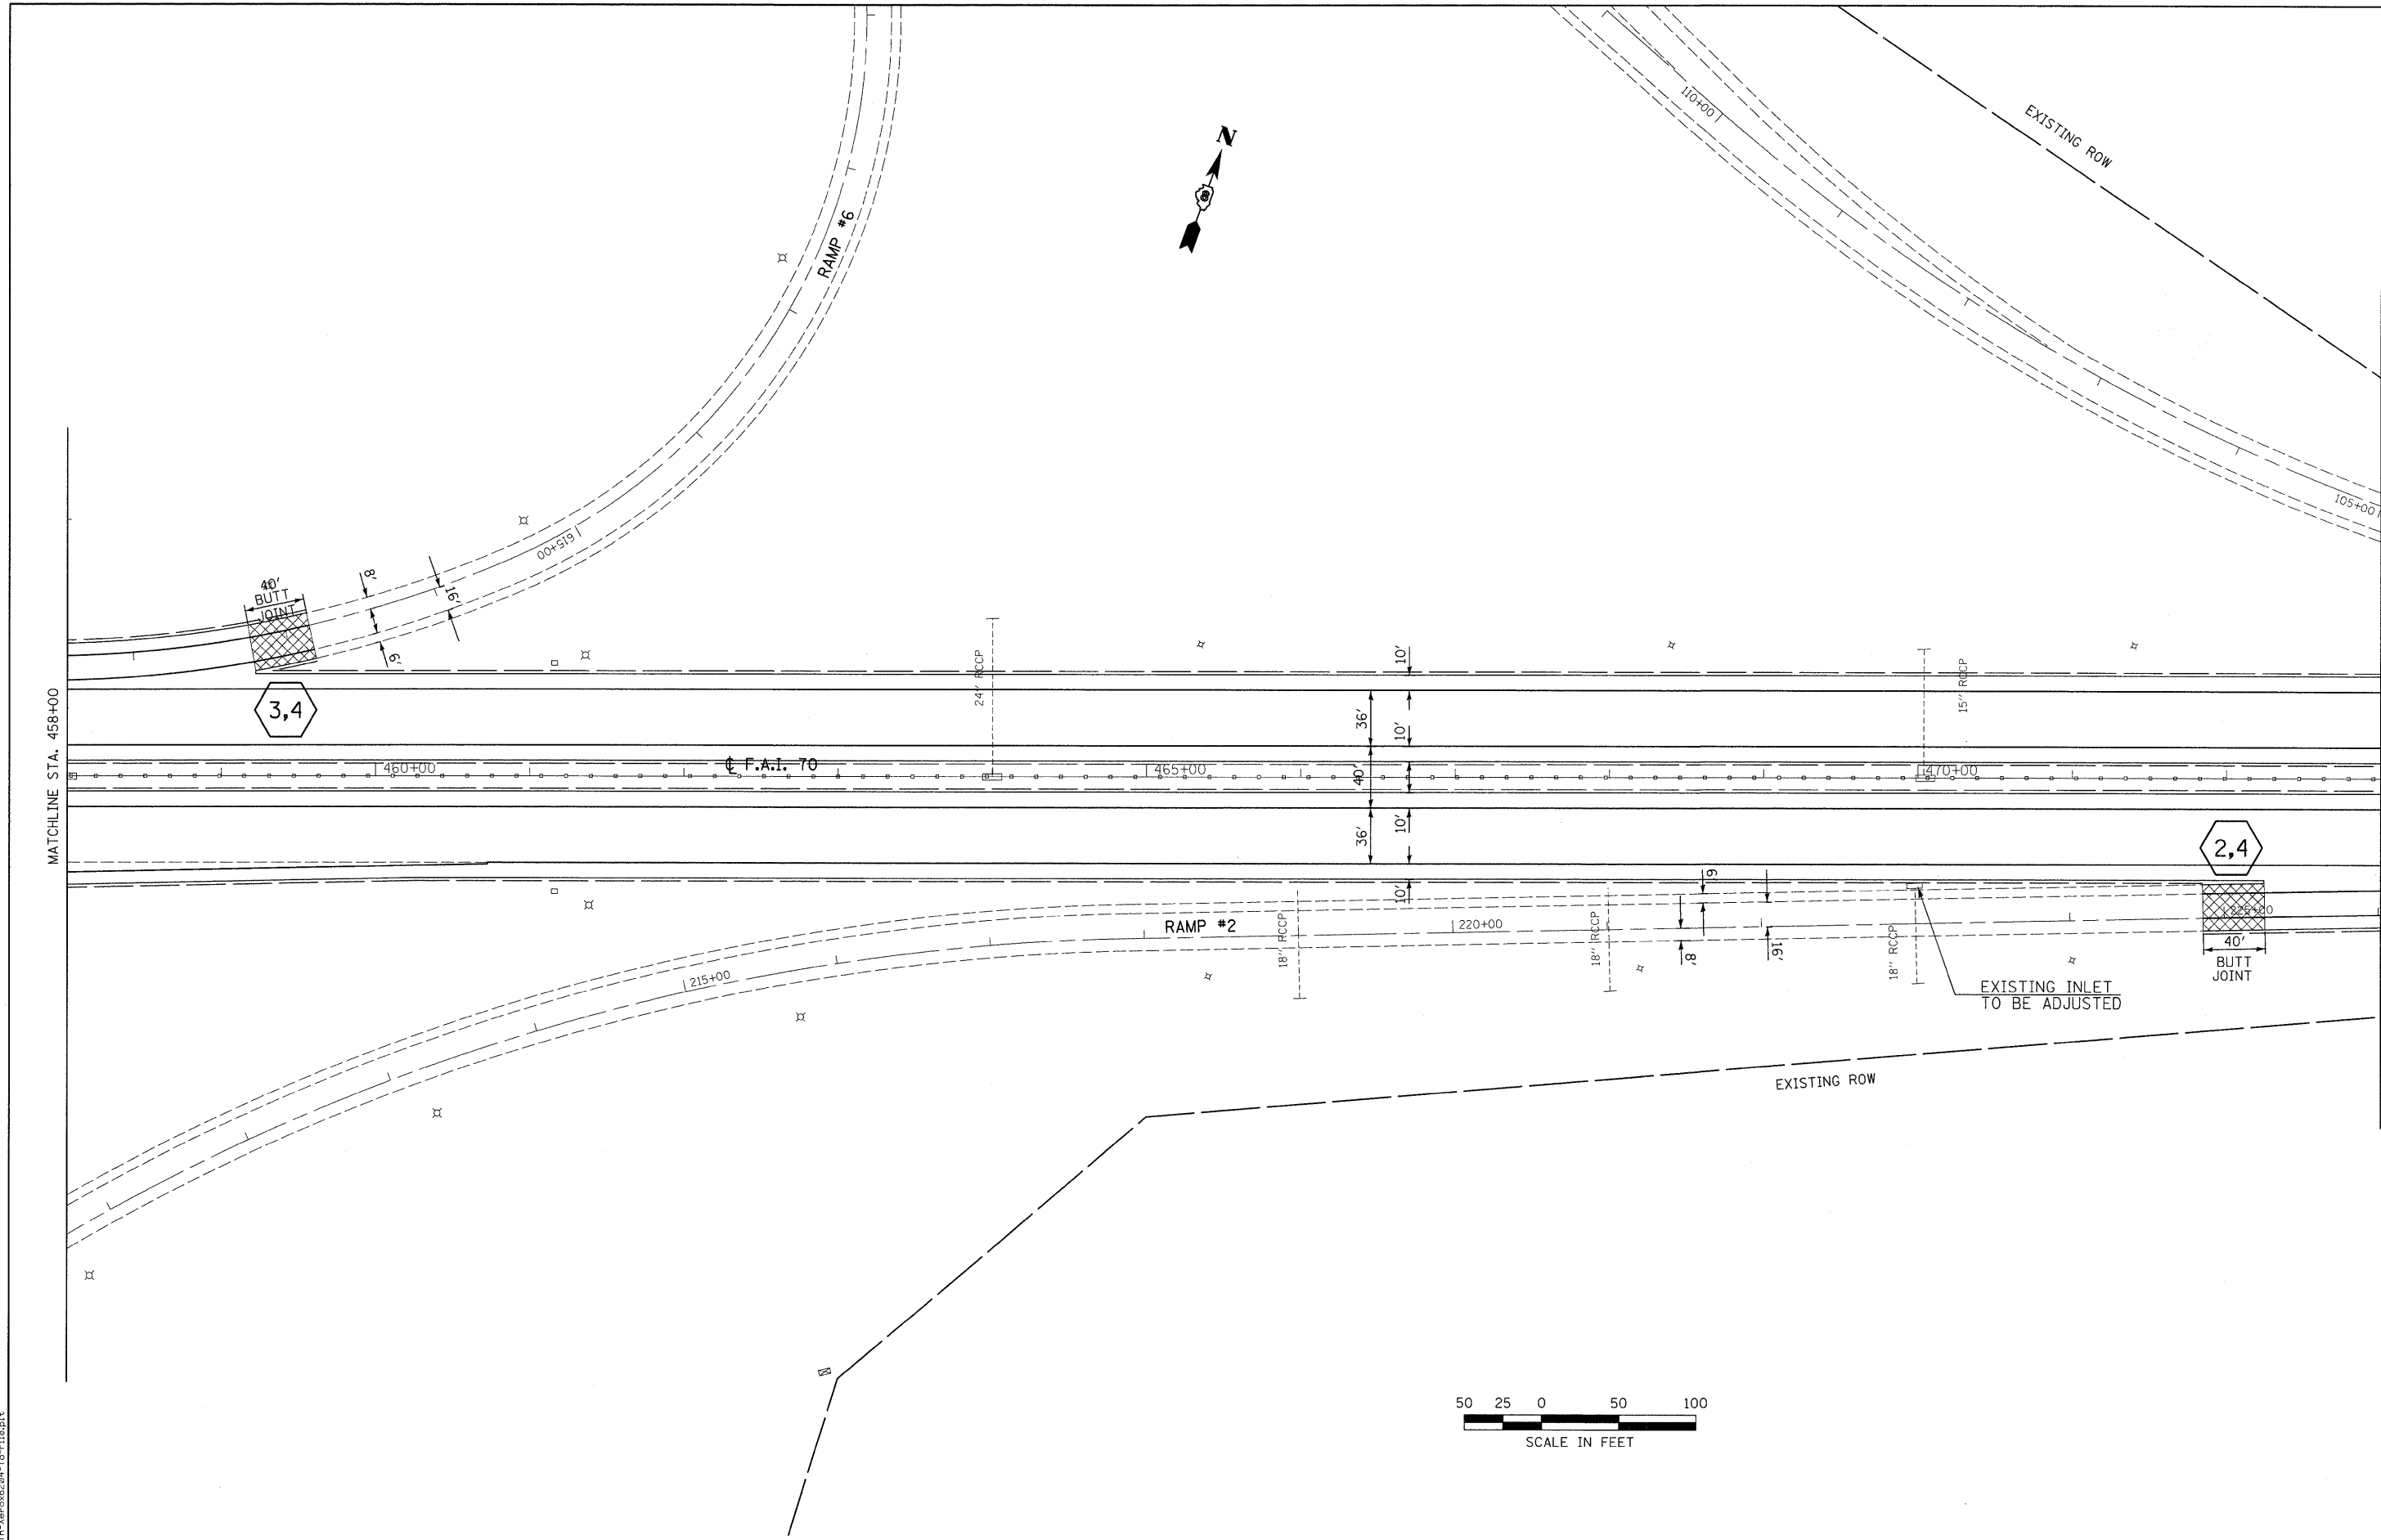 N
110+00
EXISTING ROW
RAMP #6
105+00
615+00
40'
BUTT
JOINT
8'
16'
6'
24" RCCP
10'
15" RCCP
3,4
MATCHLINE STA. 458+00
36'
10'
460+00
℄ F.A.I. 70
465+00
40'
470+00
36'
10'
2,4
10'
6'
18" RCCP
RAMP #2
220+00
18" RCCP
8'
16'
18" RCCP
225+00
40'
BUTT
JOINT
215+00
EXISTING INLET
TO BE ADJUSTED
EXISTING ROW
50 25 0 50 100
SCALE IN FEET